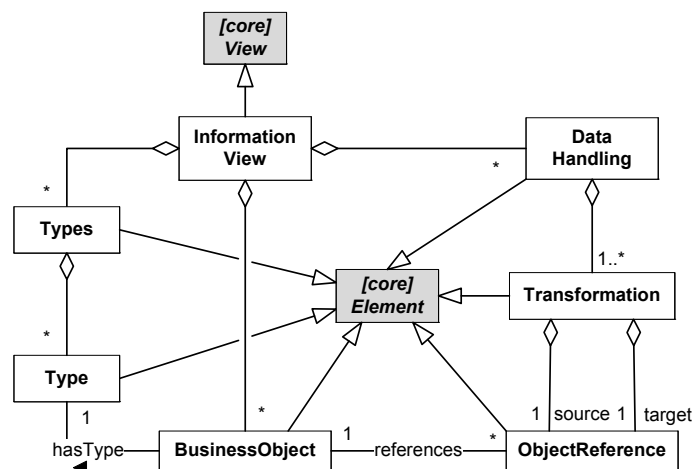 [core]
View
Information
View
Data
Handling
*
*
Types
1..*
[core]
Element
Transformation
*
Type
1
*
1 source 1 target
hasType
BusinessObject
1
references
*
ObjectReference